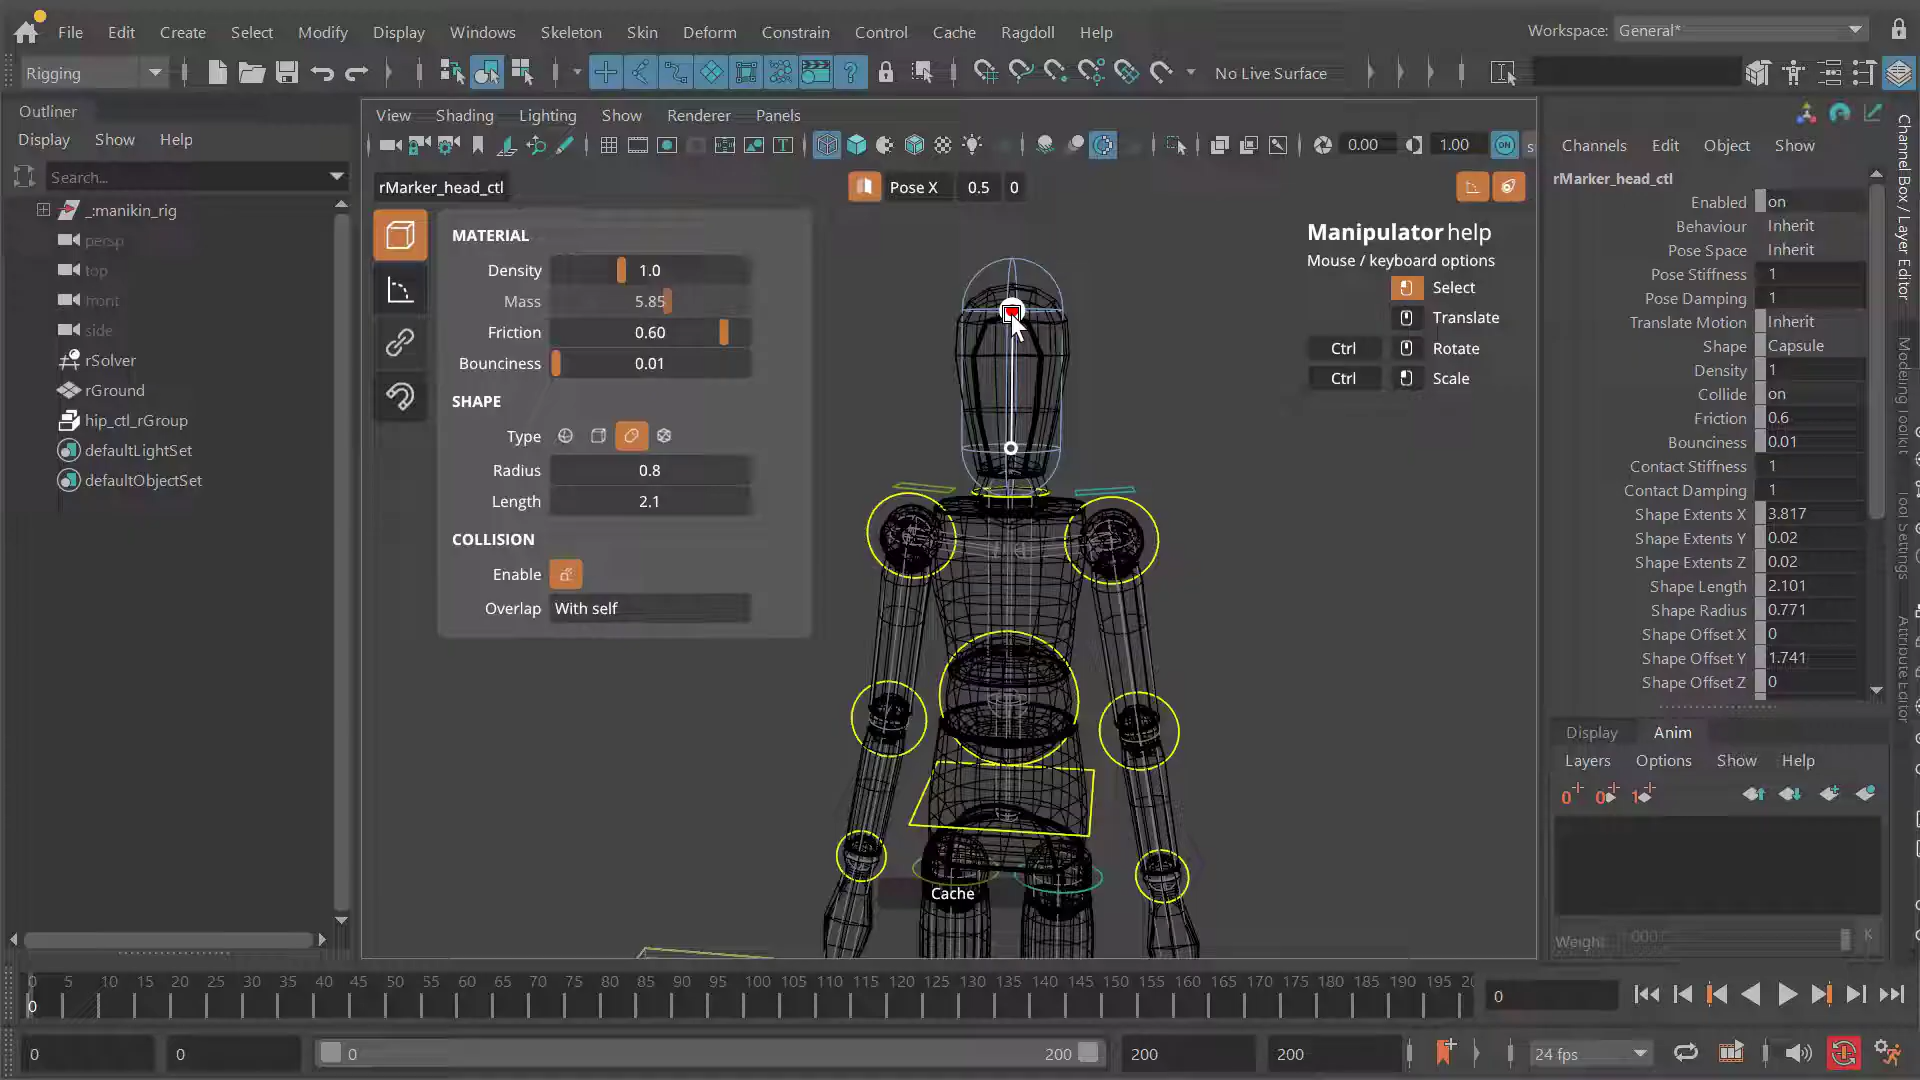 File Edit Create Select Modify Display Windows Skeleton Skin Deform Constrain Control Cache Ragdoll Help
Workspace: General*
Rigging
No Live Surface
Outliner
Display Show Help
Search...
_:manikin_rig
persp
top
front
side
rSolver
rGround
hip_ctl_rGroup
defaultLightSet
defaultObjectSet
View Shading Lighting Show Renderer Panels
0.00 1.00 ON
rMarker_head_ctl
Pose X 0.5 0
MATERIAL
Density 1.0
Mass 5.85
Friction 0.60
Bounciness 0.01
SHAPE
Type
Radius 0.8
Length 2.1
COLLISION
Enable
Overlap With self
Manipulator help
Mouse / keyboard options
Select
Translate
Ctrl Rotate
Ctrl Scale
Cache
Channels Edit Object Show
rMarker_head_ctl
Enabled on
Behaviour Inherit
Pose Space Inherit
Pose Stiffness 1
Pose Damping 1
Translate Motion Inherit
Shape Capsule
Density 1
Collide on
Friction 0.6
Bounciness 0.01
Contact Stiffness 1
Contact Damping 1
Shape Extents X 3.817
Shape Extents Y 0.02
Shape Extents Z 0.02
Shape Length 2.101
Shape Radius 0.771
Shape Offset X 0
Shape Offset Y 1.741
Shape Offset Z 0
Display Anim
Layers Options Show Help
Weight:
K
Channel Box / Layer Editor
Modeling Toolkit
Tool Settings
Attribute Editor
0 5 10 15 20 25 30 35 40 45 50 55 60 65 70 75 80 85 90 95 100 105 110 115 120 125 130 135 140 145 150 155 160 165 170 175 180 185 190 195
0
0
0 0 0 200 200 200
24 fps